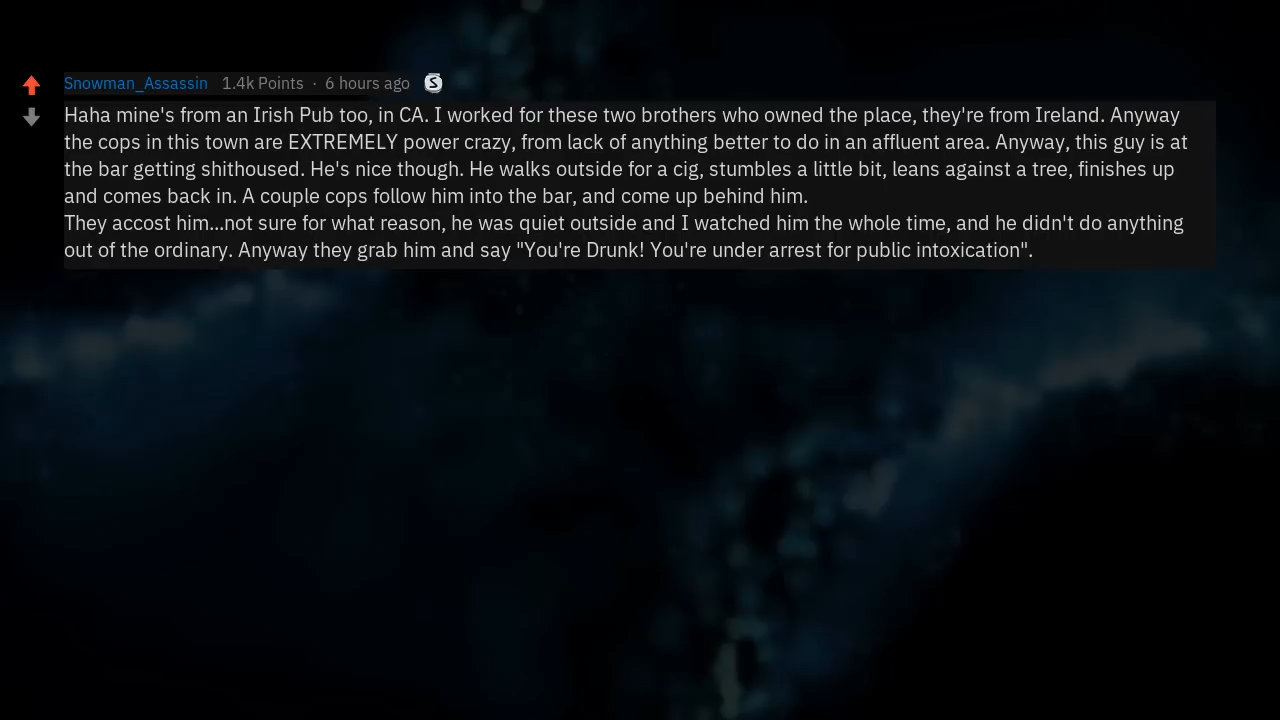 Snowman_Assassin 1.4k Points · 6 hours ago S
Haha mine's from an Irish Pub too, in CA. I worked for these two brothers who owned the place, they're from Ireland. Anyway
the cops in this town are EXTREMELY power crazy, from lack of anything better to do in an affluent area. Anyway, this guy is at
the bar getting shithoused. He's nice though. He walks outside for a cig, stumbles a little bit, leans against a tree, finishes up
and comes back in. A couple cops follow him into the bar, and come up behind him.
They accost him...not sure for what reason, he was quiet outside and I watched him the whole time, and he didn't do anything
out of the ordinary. Anyway they grab him and say "You're Drunk! You're under arrest for public intoxication".